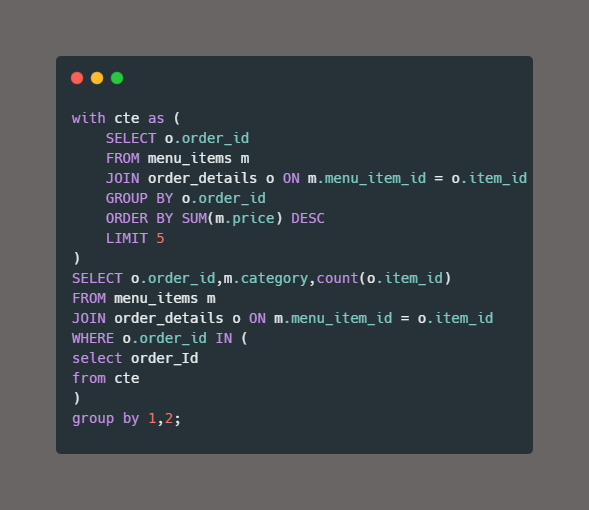 with cte as (
    SELECT o.order_id
    FROM menu_items m
    JOIN order_details o ON m.menu_item_id = o.item_id
    GROUP BY o.order_id
    ORDER BY SUM(m.price) DESC
    LIMIT 5
)
SELECT o.order_id,m.category,count(o.item_id)
FROM menu_items m
JOIN order_details o ON m.menu_item_id = o.item_id
WHERE o.order_id IN (
select order_Id
from cte
)
group by 1,2;